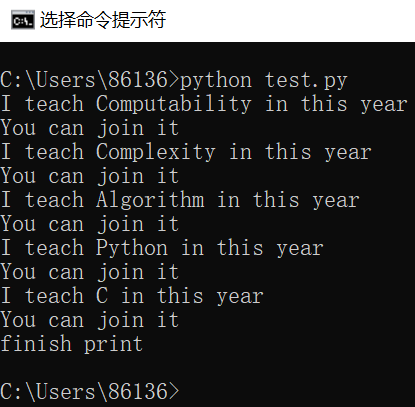 选择命令提示符
C:\Users\86136>python test.py
I teach Computability in this year
You can join it
I teach Complexity in this year
You can join it
I teach Algorithm in this year
You can join it
I teach Python in this year
You can join it
I teach C in this year
You can join it
finish print
C:\Users\86136>